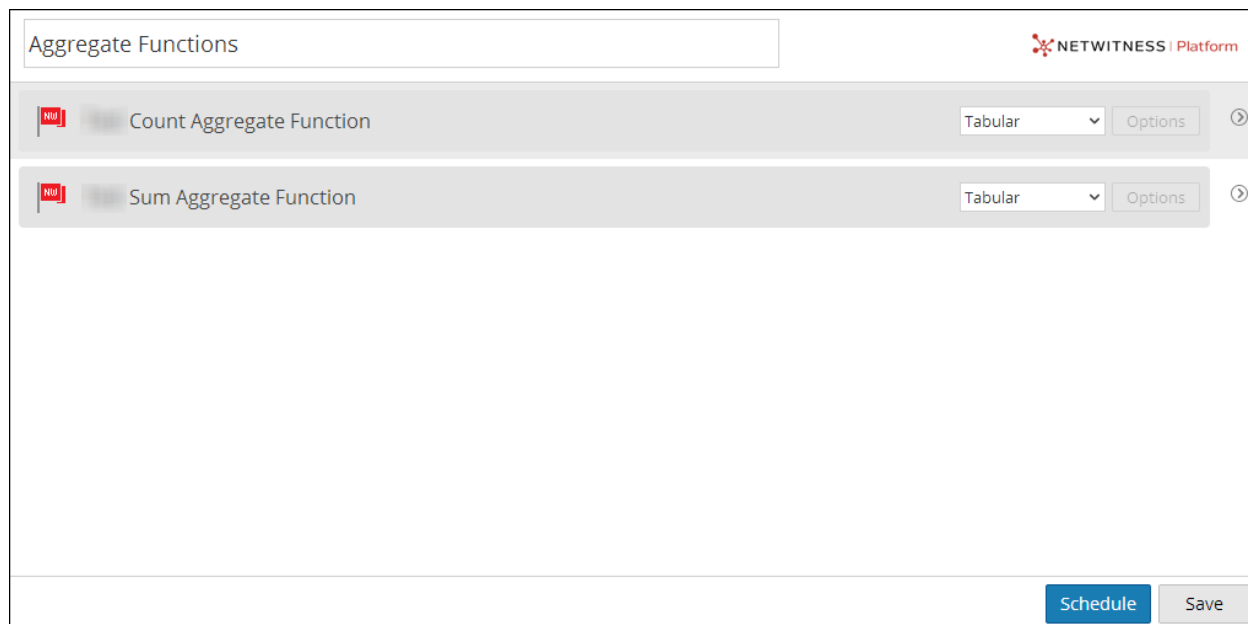 Aggregate Functions
NETWITNESS | Platform
NW Count Aggregate Function Tabular Options
NW Sum Aggregate Function Tabular Options
Schedule Save